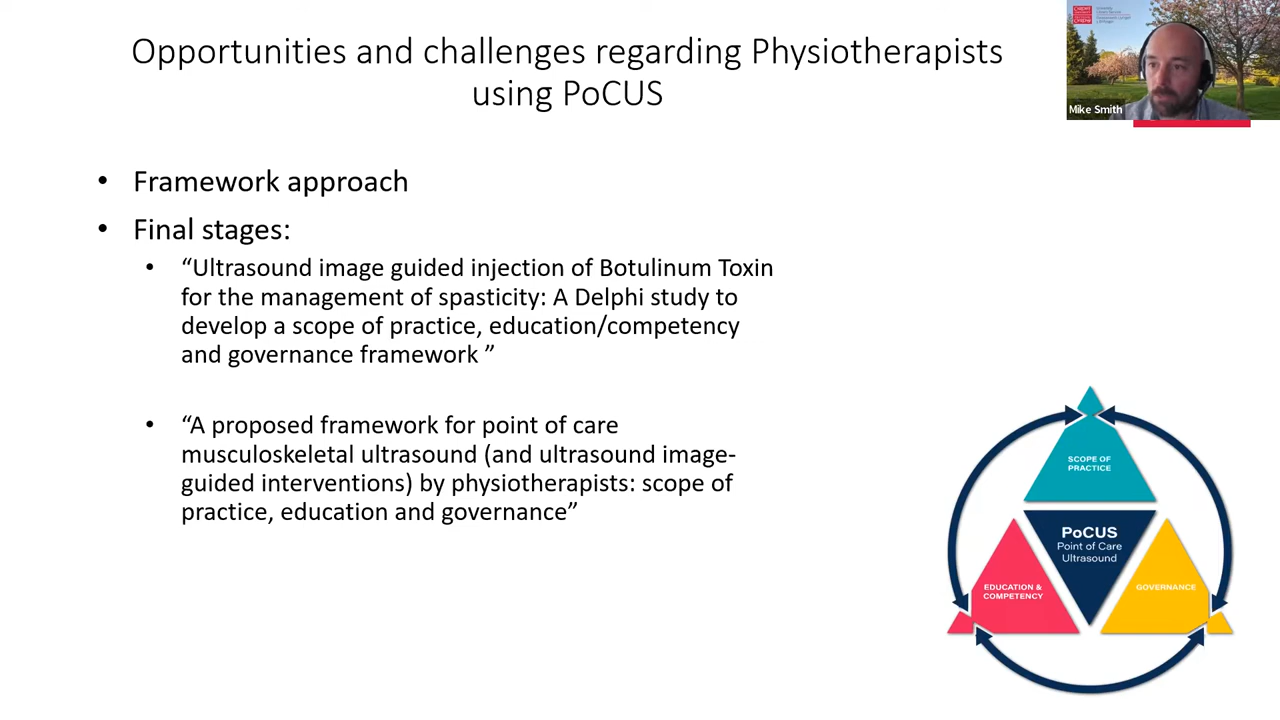 Opportunities and challenges regarding Physiotherapists
using PoCUS
Mike Smith
• Framework approach
• Final stages:
• “Ultrasound image guided injection of Botulinum Toxin
for the management of spasticity: A Delphi study to
develop a scope of practice, education/competency
and governance framework ”
• “A proposed framework for point of care
musculoskeletal ultrasound (and ultrasound image-
guided interventions) by physiotherapists: scope of
practice, education and governance”
SCOPE OF
PRACTICE
PoCUS
Point of Care
Ultrasound
EDUCATION &
COMPETENCY
GOVERNANCE